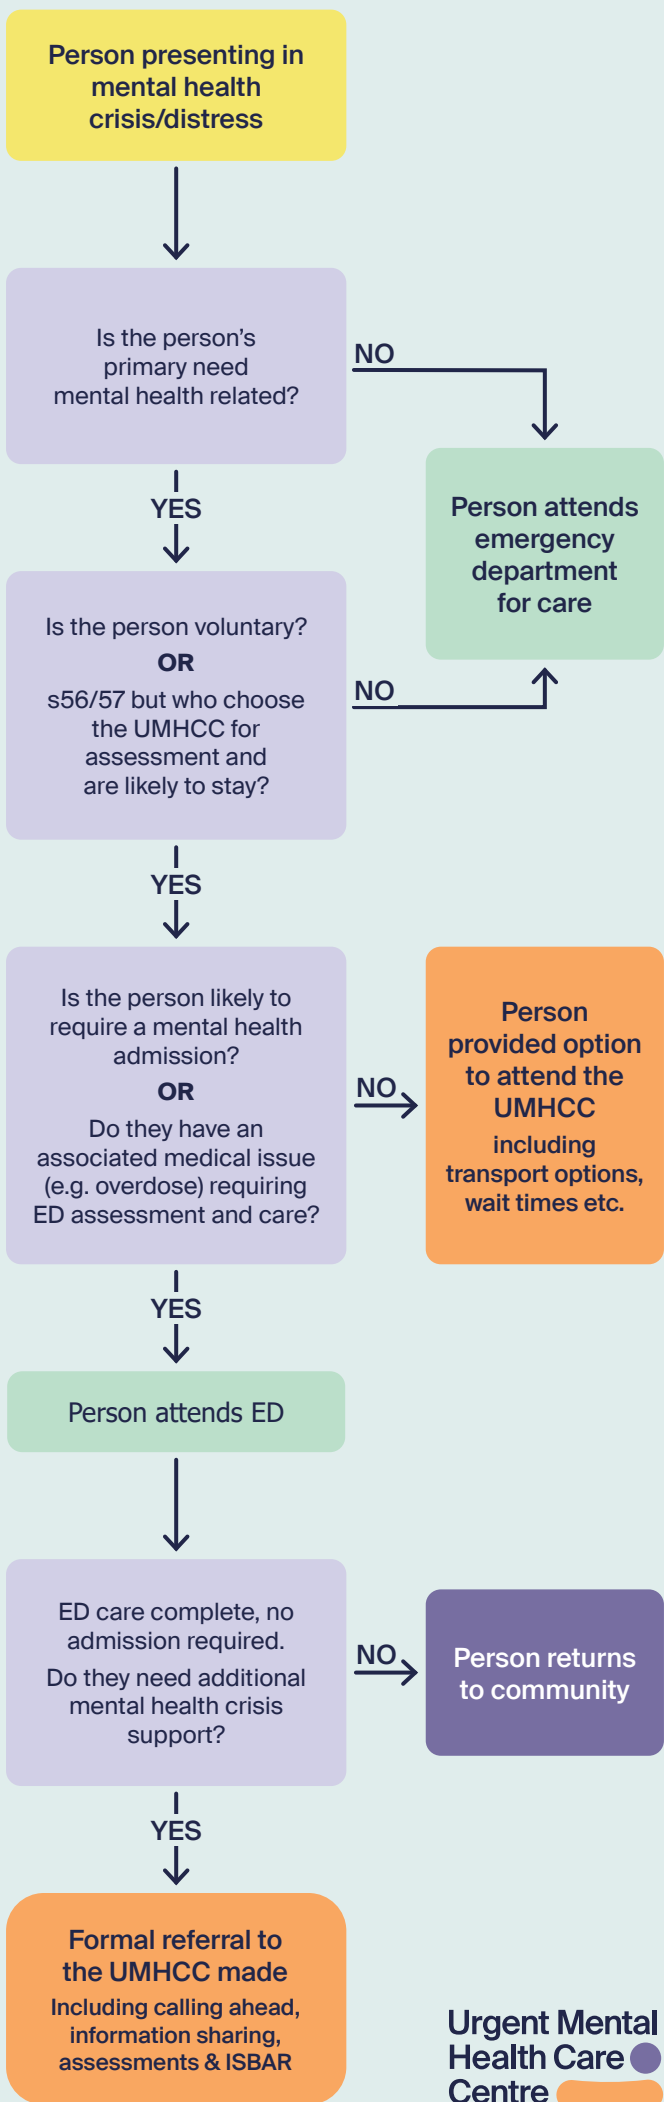 Person presenting in
mental health
crisis/distress
Is the person’s
primary need
mental health related?
NO
Person attends
emergency
department
for care
YES
Is the person voluntary?
OR
s56/57 but who choose
the UMHCC for
assessment and
are likely to stay?
NO
YES
Is the person likely to
require a mental health
admission?
OR
Do they have an
associated medical issue
(e.g. overdose) requiring
ED assessment and care?
NO
Person
provided option
to attend the
UMHCC
including
transport options,
wait times etc.
YES
Person attends ED
ED care complete, no
admission required.
Do they need additional
mental health crisis
support?
NO
Person returns
to community
YES
Formal referral to
the UMHCC made
Including calling ahead,
information sharing,
assessments & ISBAR
Urgent Mental
Health Care
Centre